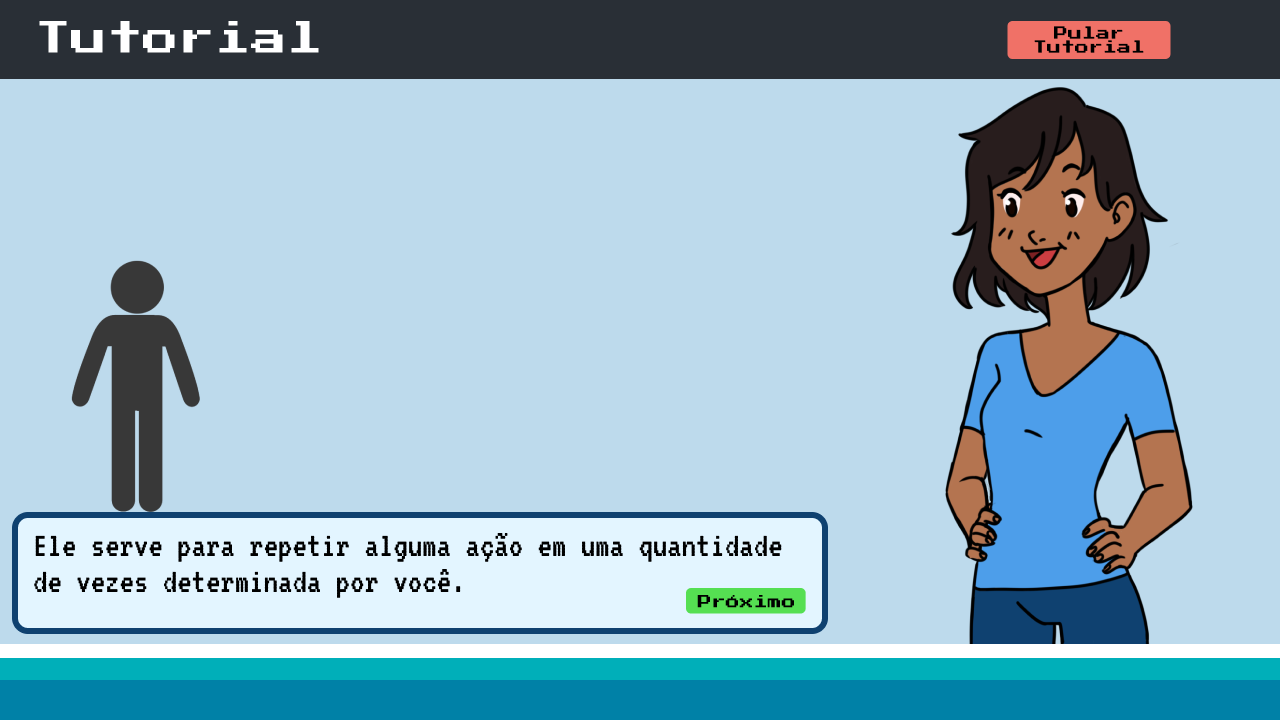 Tutorial
Pular
Tutorial
Ele serve para repetir alguma ação em uma quantidade
de vezes determinada por você.
Próximo